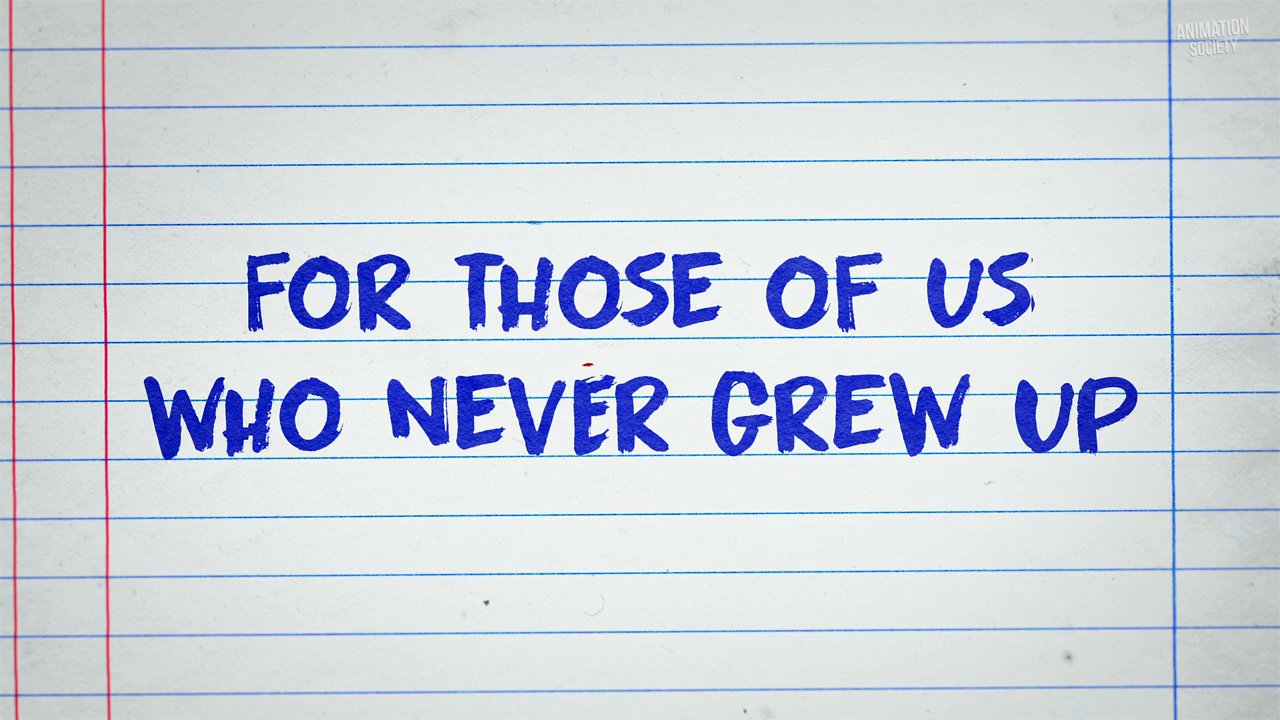 ANIMATION
SOCIETY
FOR THOSE OF US
WHO NEVER GREW UP